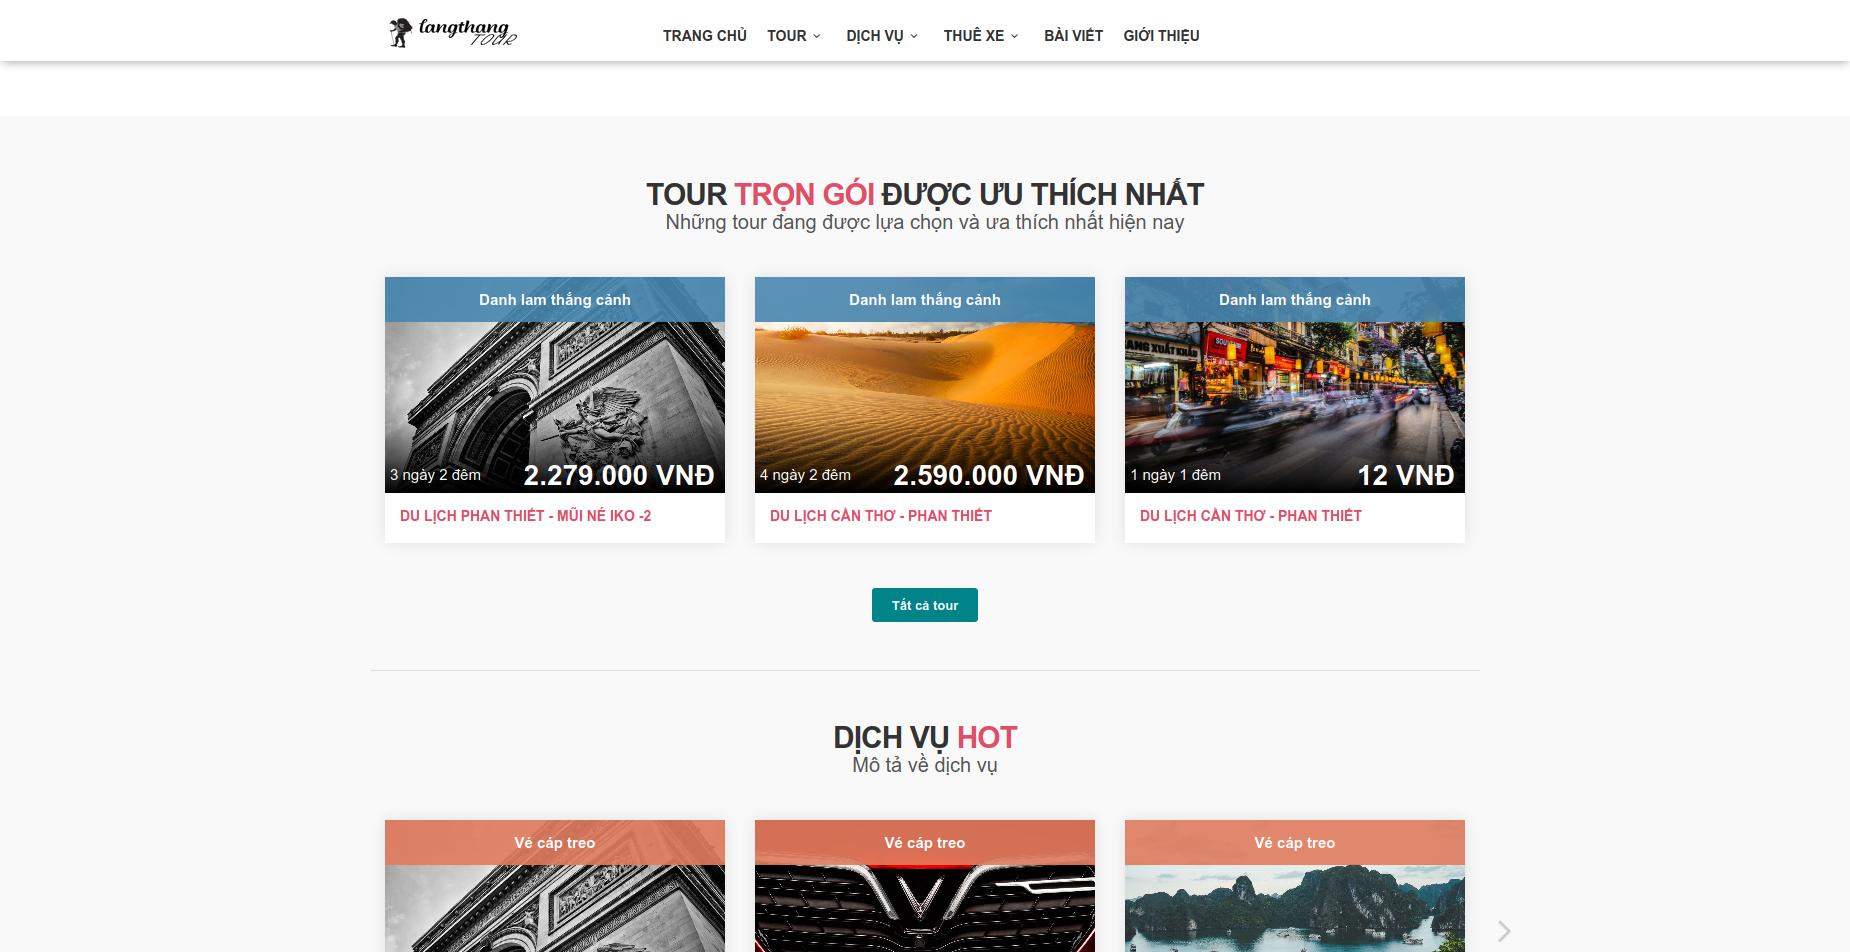 langthang
TOUR
TRANG CHỦ TOUR DỊCH VỤ THUÊ XE BÀI VIẾT GIỚI THIỆU
TOUR TRỌN GÓI ĐƯỢC ƯU THÍCH NHẤT
Những tour đang được lựa chọn và ưa thích nhất hiện nay
Danh lam thắng cảnh
3 ngày 2 đêm 2.279.000 VNĐ
DU LỊCH PHAN THIẾT - MŨI NÉ IKO -2
Danh lam thắng cảnh
4 ngày 2 đêm 2.590.000 VNĐ
DU LỊCH CẦN THƠ - PHAN THIẾT
Danh lam thắng cảnh
ANG XUẤT KHẨU
SOUVENIR
1 ngày 1 đêm 12 VNĐ
DU LỊCH CẦN THƠ - PHAN THIẾT
Tất cả tour
DỊCH VỤ HOT
Mô tả về dịch vụ
Vé cáp treo
Vé cáp treo
Vé cáp treo